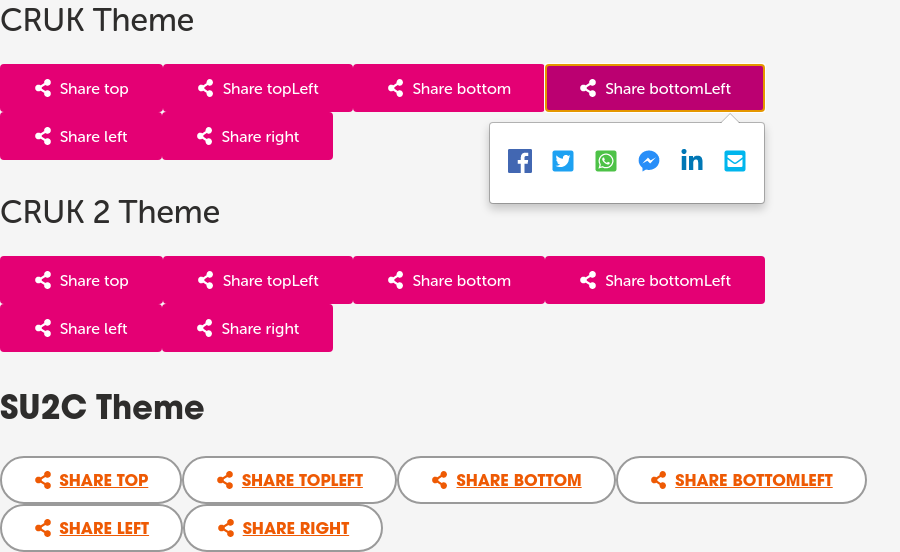 CRUK Theme
Share top Share topLeft Share bottom Share bottomLeft
Share left Share right
CRUK 2 Theme
Share top Share topLeft Share bottom Share bottomLeft
Share left Share right
SU2C Theme
SHARE TOP SHARE TOPLEFT SHARE BOTTOM SHARE BOTTOMLEFT
SHARE LEFT SHARE RIGHT